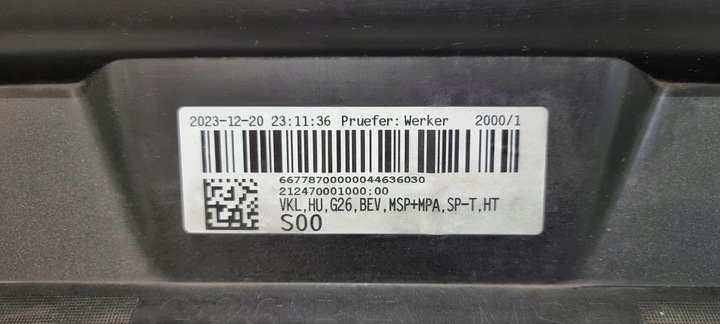 2023-12-20 23:11:36 Pruefer: Werker 2000/1
66778700000044636030
212470001000;00
VKL,HU,G26,BEV,MSP+MPA,SP-T,HT
S00